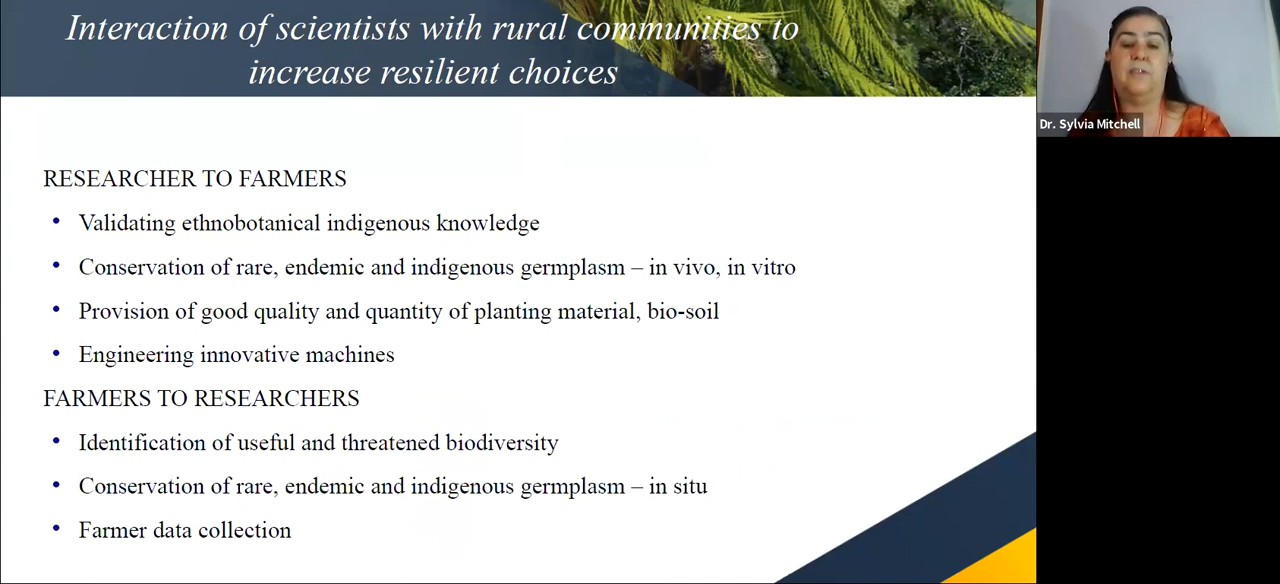 Interaction of scientists with rural communities to
increase resilient choices
Dr. Sylvia Mitchell
RESEARCHER TO FARMERS
• Validating ethnobotanical indigenous knowledge
• Conservation of rare, endemic and indigenous germplasm – in vivo, in vitro
• Provision of good quality and quantity of planting material, bio-soil
• Engineering innovative machines
FARMERS TO RESEARCHERS
• Identification of useful and threatened biodiversity
• Conservation of rare, endemic and indigenous germplasm – in situ
• Farmer data collection